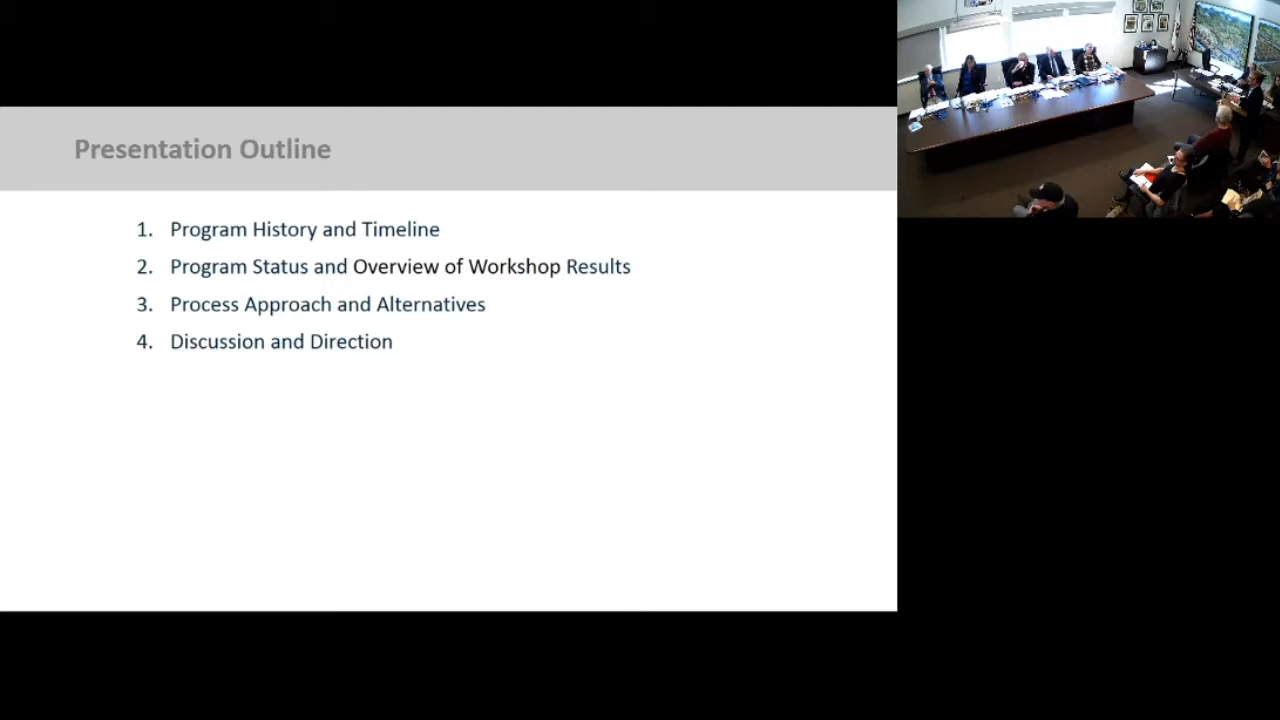 Presentation Outline
1. Program History and Timeline
2. Program Status and Overview of Workshop Results
3. Process Approach and Alternatives
4. Discussion and Direction